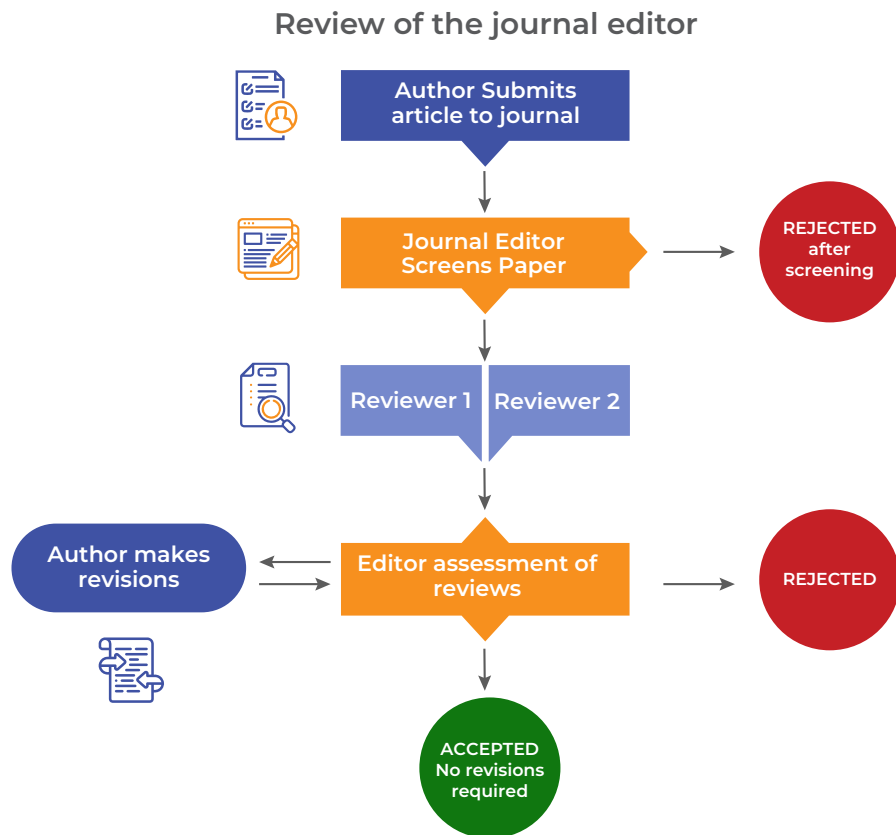 Review of the journal editor
Author Submits
article to journal
Journal Editor
Screens Paper
REJECTED
after
screening
Reviewer 1
Reviewer 2
Author makes
revisions
Editor assessment of
reviews
REJECTED
ACCEPTED
No revisions
required